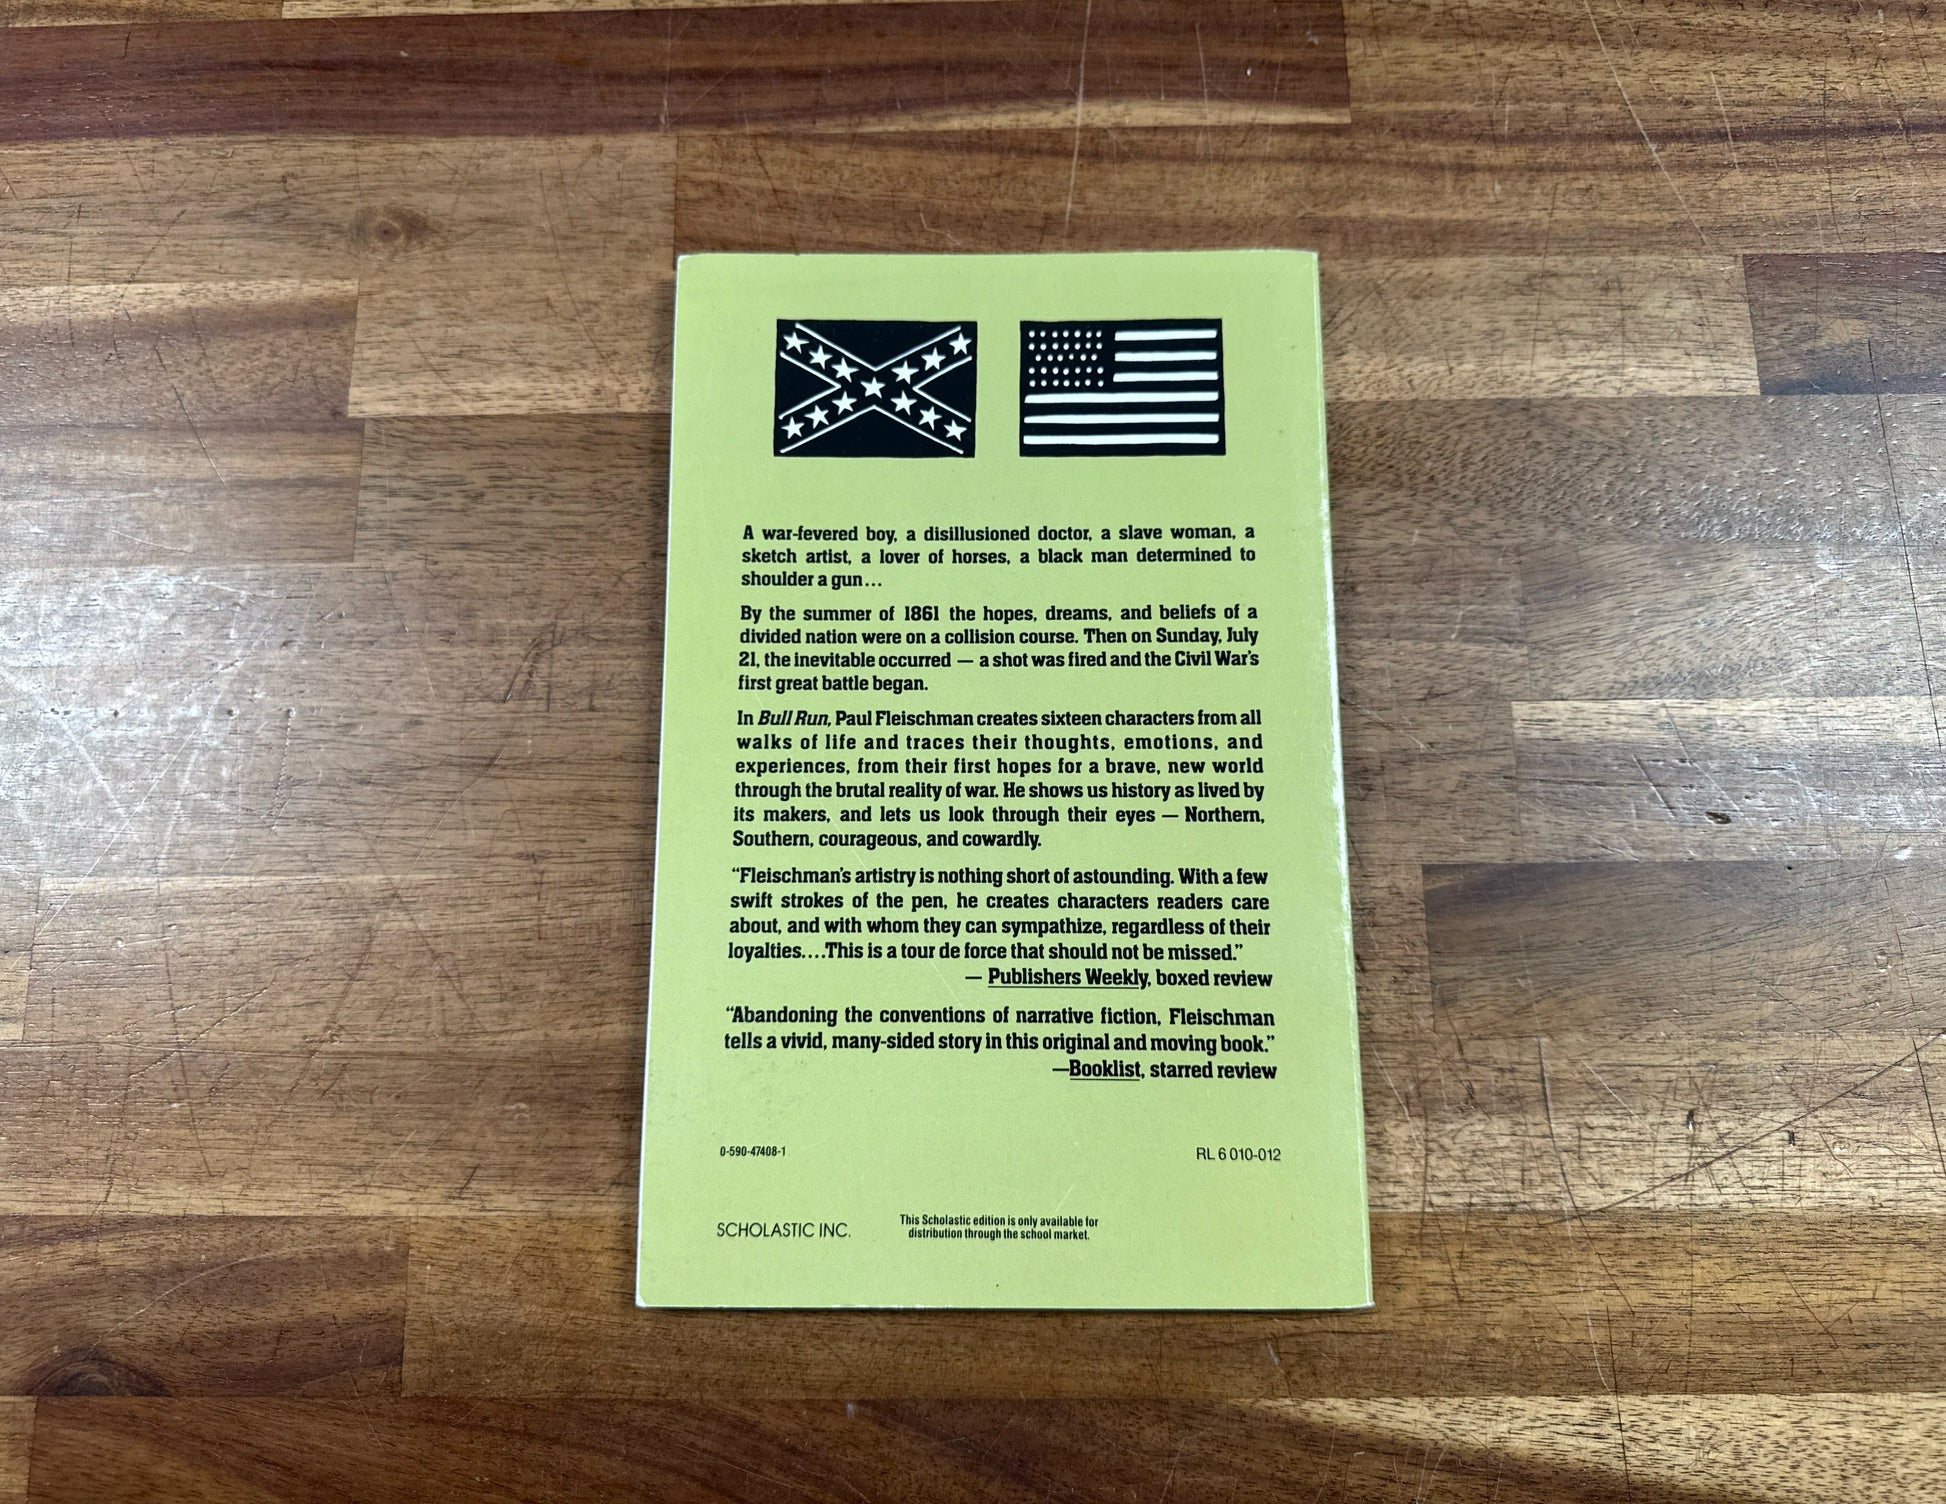 A war-fevered boy, a disillusioned doctor, a slave woman, a
sketch artist, a lover of horses, a black man determined to
shoulder a gun...
By the summer of 1861 the hopes, dreams, and beliefs of a
divided nation were on a collision course. Then on Sunday, July
21, the inevitable occurred — a shot was fired and the Civil War's
first great battle began.
In Bull Run, Paul Fleischman creates sixteen characters from all
walks of life and traces their thoughts, emotions, and
experiences, from their first hopes for a brave, new world
through the brutal reality of war. He shows us history as lived by
its makers, and lets us look through their eyes — Northern,
Southern, courageous, and cowardly.
“Fleischman's artistry is nothing short of astounding. With a few
swift strokes of the pen, he creates characters readers care
about, and with whom they can sympathize, regardless of their
loyalties....This is a tour de force that should not be missed.”
— Publishers Weekly, boxed review
“Abandoning the conventions of narrative fiction, Fleischman
tells a vivid, many-sided story in this original and moving book.”
—Booklist, starred review
0-590-47408-1
RL 6 010-012
SCHOLASTIC INC.
This Scholastic edition is only available for
distribution through the school market.